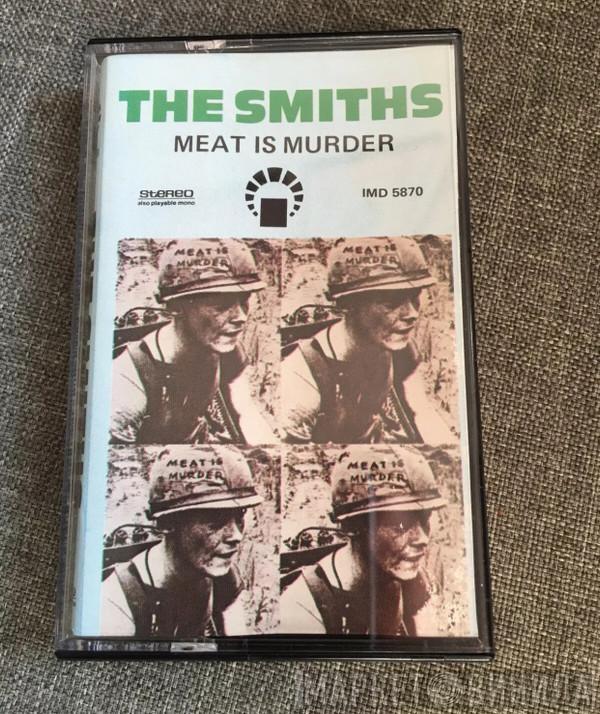 THE SMITHS
MEAT IS MURDER
STEREO
also playable mono
IMD 5870
MEAT IS
MURDER
MEAT IS
MURDER
MEAT IS
MURDER
MEAT IS
MURDER